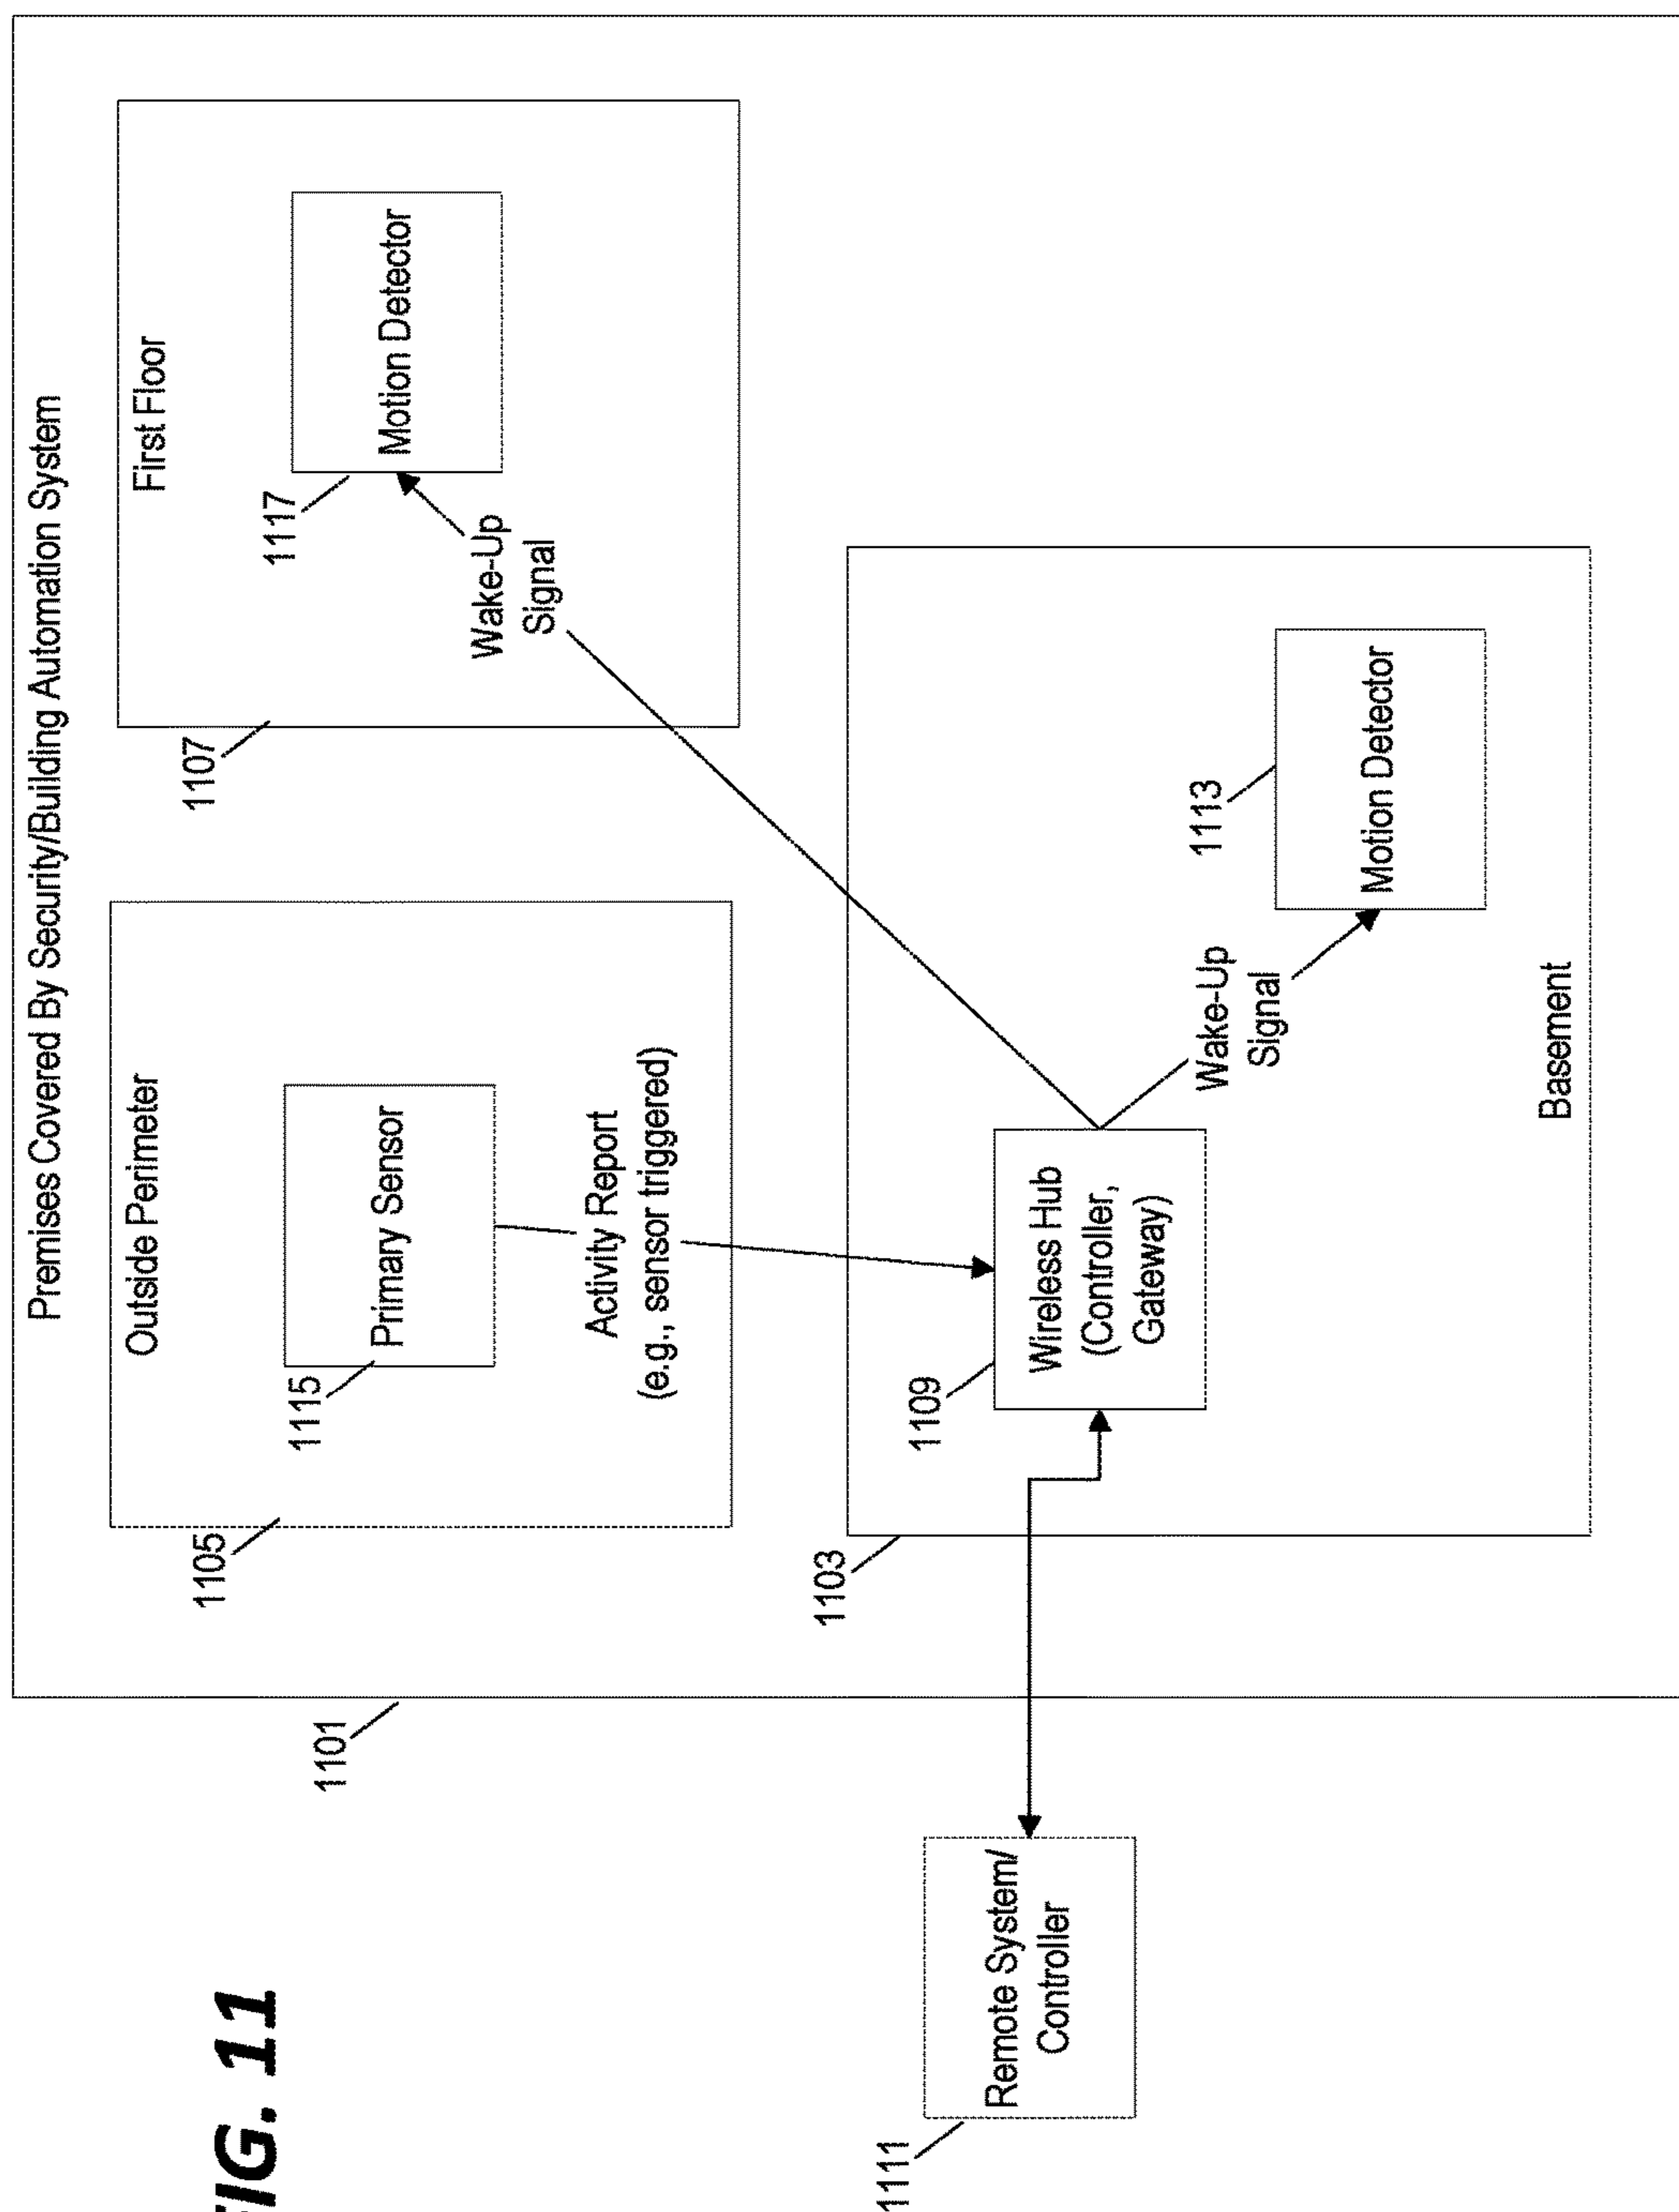 Premises Covered By Security/Building Automation System
1101
1105
Outside Perimeter
1115
Primary Sensor
Activity Report
(e.g., sensor triggered)
1107
First Floor
1117
Motion Detector
Wake-Up
Signal
1103
1109
Wireless Hub
(Controller,
Gateway)
Wake-Up
Signal
1113
Motion Detector
Basement
1111
Remote System/
Controller
FIG. 11